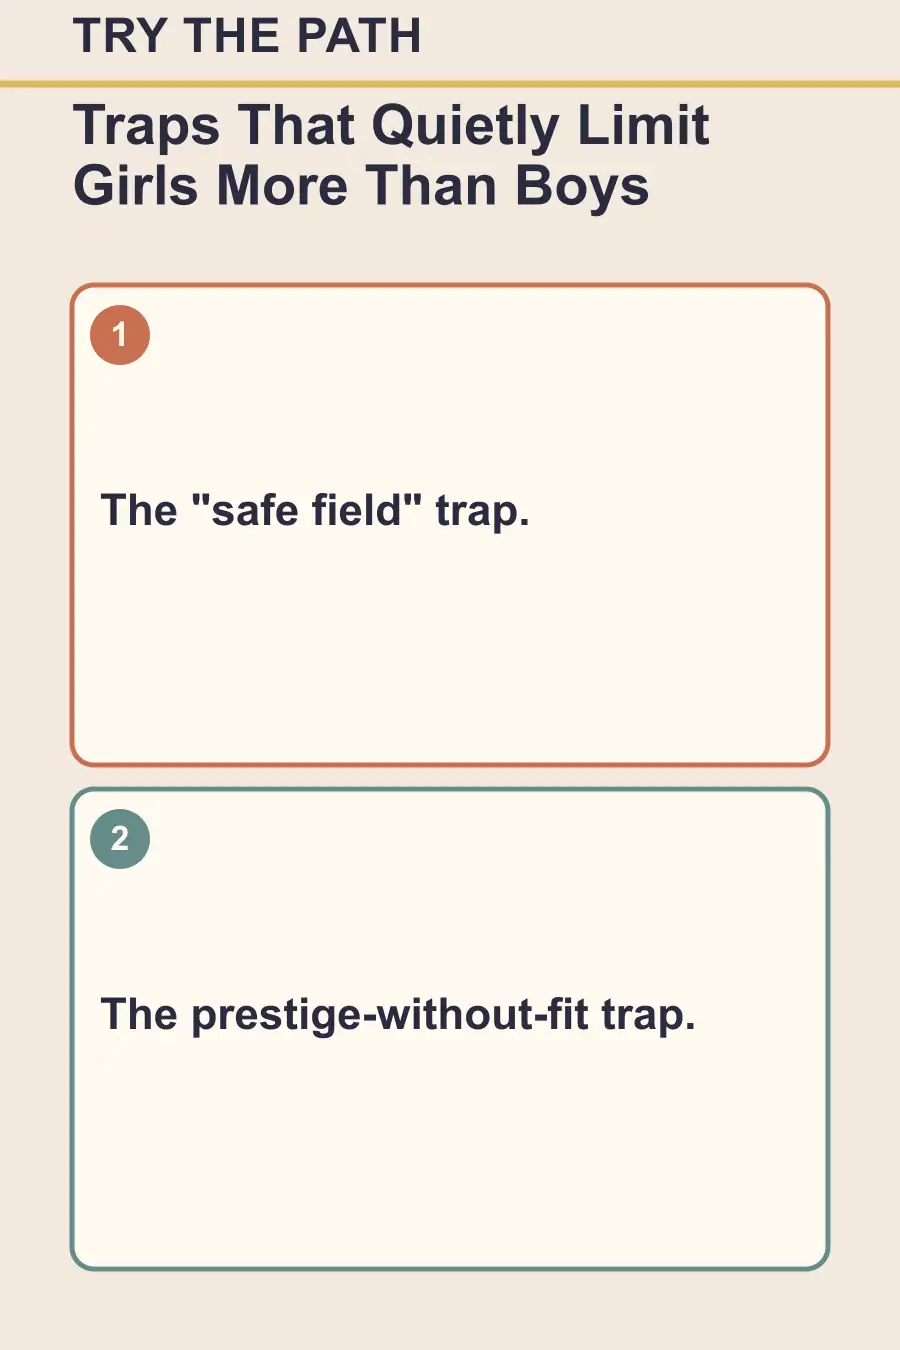 TRY THE PATH
Traps That Quietly Limit
Girls More Than Boys
1
The "safe field" trap.
2
The prestige-without-fit trap.